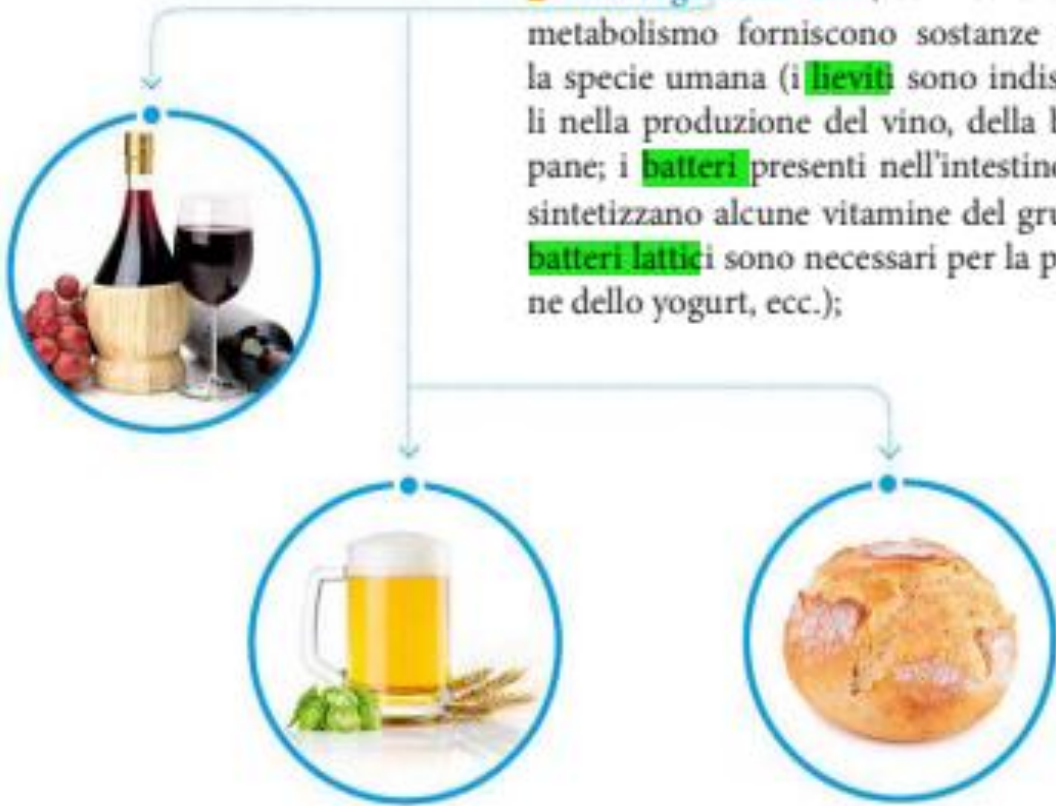 metabolismo forniscono sostanze
la specie umana (i lieviti sono indis
li nella produzione del vino, della
pane; i batteri presenti nell'intestin
sintetizzano alcune vitamine del gru
batteri lattici sono necessari per la p
ne dello yogurt, ecc.);